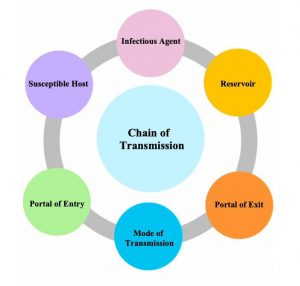 Infectious Agent
Susceptible Host
Reservoir
Chain of
Transmission
Portal of Entry
Portal of Exit
Mode of
Transmission